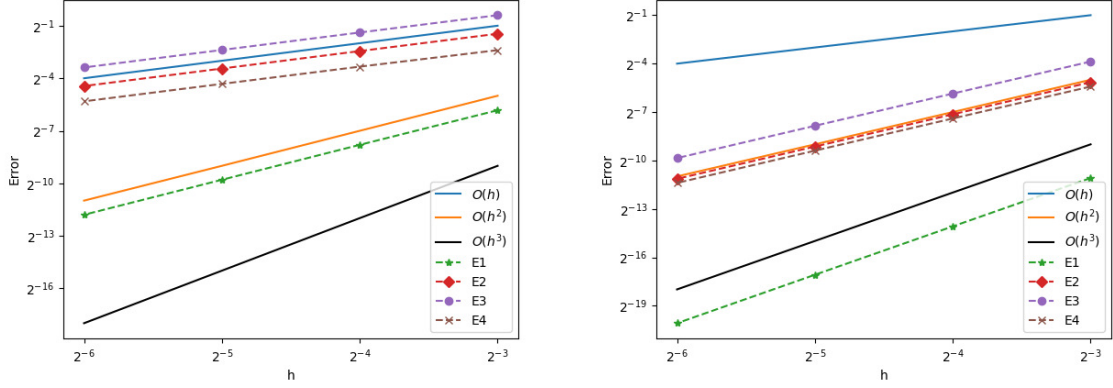 Error
2^{-1}
2^{-4}
2^{-7}
2^{-10}
2^{-13}
2^{-16}
O(h)
O(h^2)
O(h^3)
E1
E2
E3
E4
2^{-6}
2^{-5}
2^{-4}
2^{-3}
h
Error
2^{-1}
2^{-4}
2^{-7}
2^{-10}
2^{-13}
2^{-16}
2^{-19}
O(h)
O(h^2)
O(h^3)
E1
E2
E3
E4
2^{-6}
2^{-5}
2^{-4}
2^{-3}
h